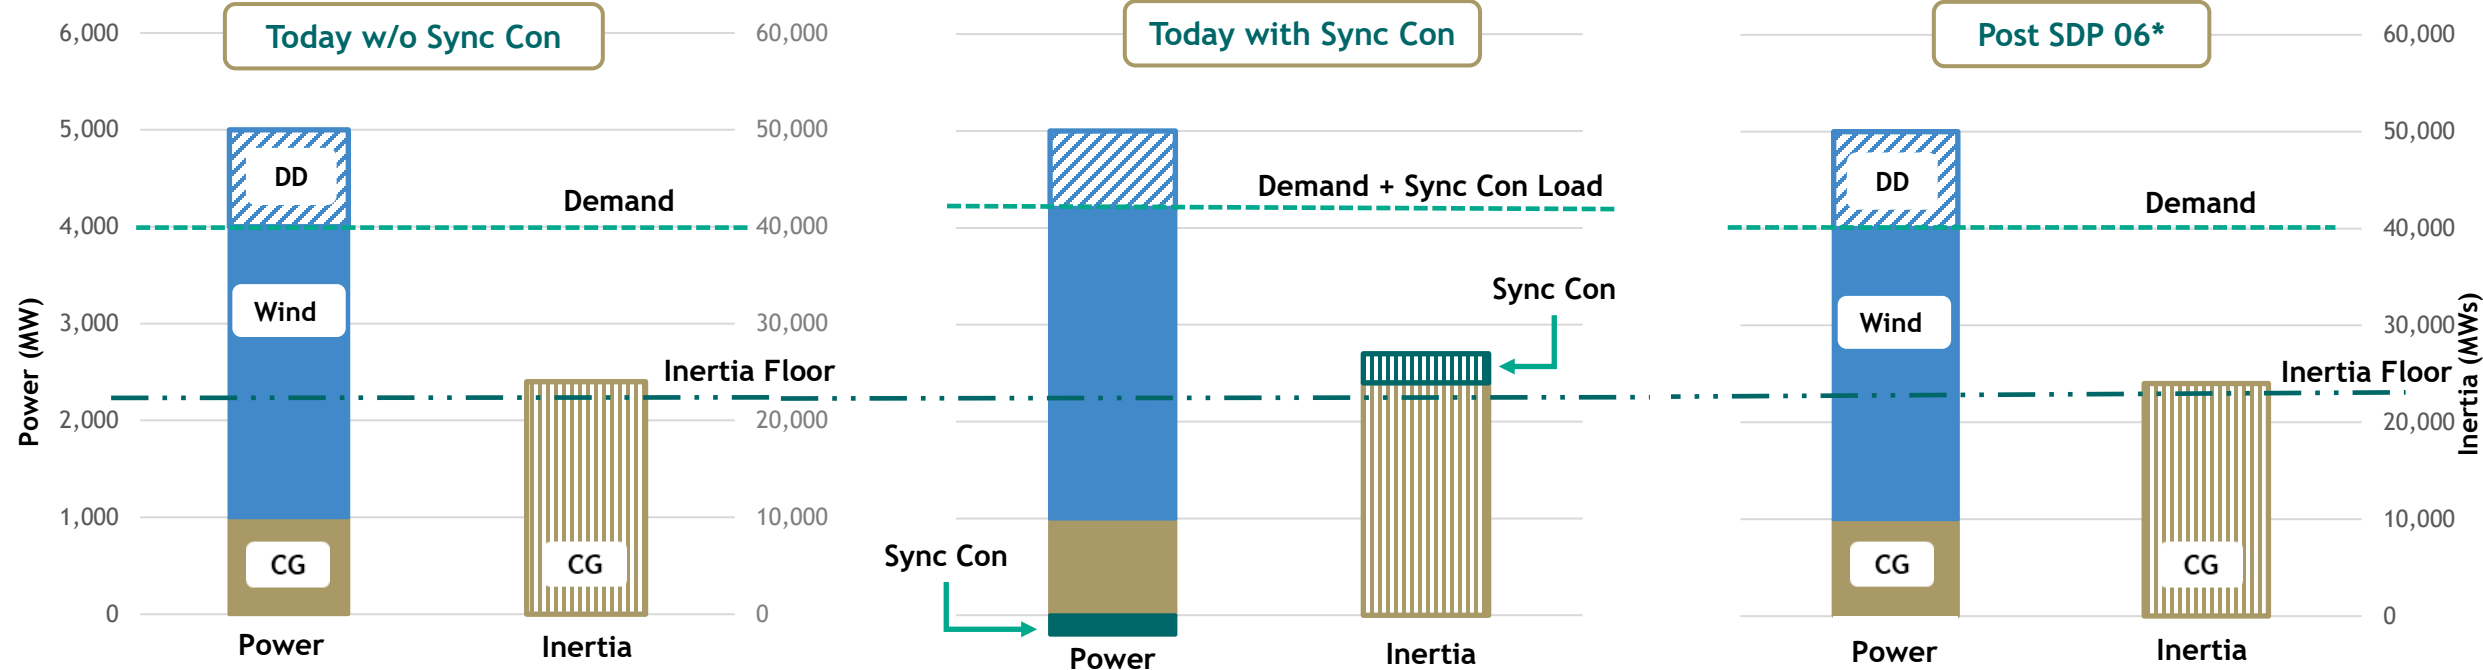 Today w/o Sync Con
6,000
5,000
4,000
3,000
2,000
1,000
0
Power (MW)
60,000
50,000
40,000
30,000
20,000
10,000
0
DD
Wind
CG
CG
Demand
Inertia Floor
Power
Inertia
Today with Sync Con
Demand + Sync Con Load
Sync Con
Sync Con
Power
Inertia
Post SDP 06*
DD
Wind
CG
CG
Demand
Inertia Floor
Power
Inertia
60,000
50,000
40,000
30,000
20,000
10,000
0
Inertia (MWs)